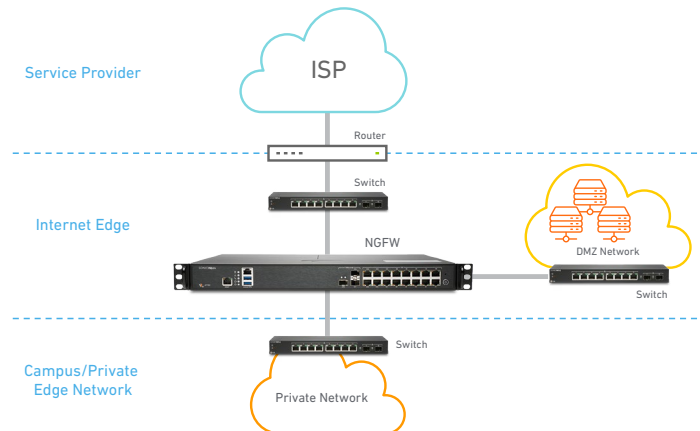 ISP
Service Provider
Router
Switch
Internet Edge
NGFW
DMZ Network
Switch
Switch
Campus/Private
Edge Network
Private Network